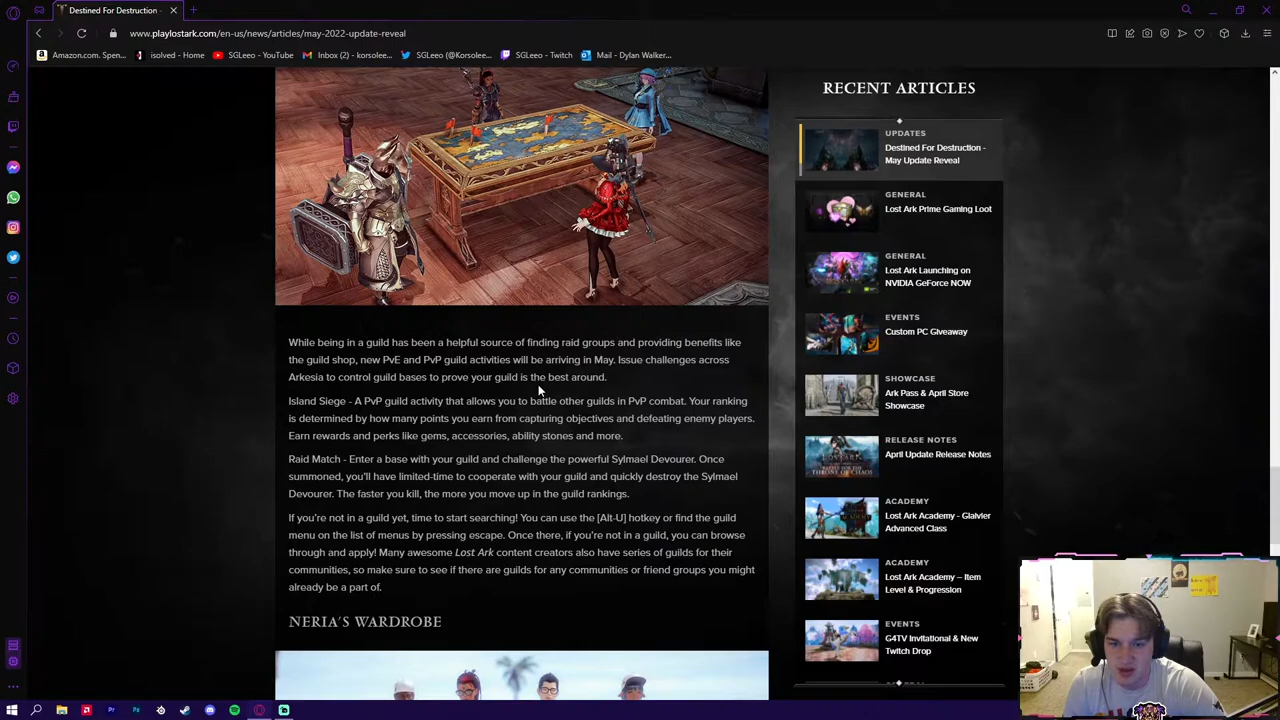 Destined For Destruction -
www.playlostark.com/en-us/news/articles/may-2022-update-reveal
Amazon.com. Spen...
isolved - Home
SGLeeo - YouTube
Inbox (2) - korsolee...
SGLeeo (@Korsolee...
SGLeeo - Twitch
Mail - Dylan Walker...
While being in a guild has been a helpful source of finding raid groups and providing benefits like
the guild shop, new PvE and PvP guild activities will be arriving in May. Issue challenges across
Arkesia to control guild bases to prove your guild is the best around.
Island Siege - A PvP guild activity that allows you to battle other guilds in PvP combat. Your ranking
is determined by how many points you earn from capturing objectives and defeating enemy players.
Earn rewards and perks like gems, accessories, ability stones and more.
Raid Match - Enter a base with your guild and challenge the powerful Sylmael Devourer. Once
summoned, you'll have limited-time to cooperate with your guild and quickly destroy the Sylmael
Devourer. The faster you kill, the more you move up in the guild rankings.
If you're not in a guild yet, time to start searching! You can use the [Alt-U] hotkey or find the guild
menu on the list of menus by pressing escape. Once there, if you're not in a guild, you can browse
through and apply! Many awesome Lost Ark content creators also have series of guilds for their
communities, so make sure to see if there are guilds for any communities or friend groups you might
already be a part of.
NERIA'S WARDROBE
RECENT ARTICLES
UPDATES
Destined For Destruction -
May Update Reveal
GENERAL
Lost Ark Prime Gaming Loot
GENERAL
Lost Ark Launching on
NVIDIA GeForce NOW
EVENTS
Custom PC Giveaway
SHOWCASE
Ark Pass & April Store
Showcase
RELEASE NOTES
April Update Release Notes
ACADEMY
Lost Ark Academy - Glaivier
Advanced Class
ACADEMY
Lost Ark Academy – Item
Level & Progression
EVENTS
G4TV Invitational & New
Twitch Drop